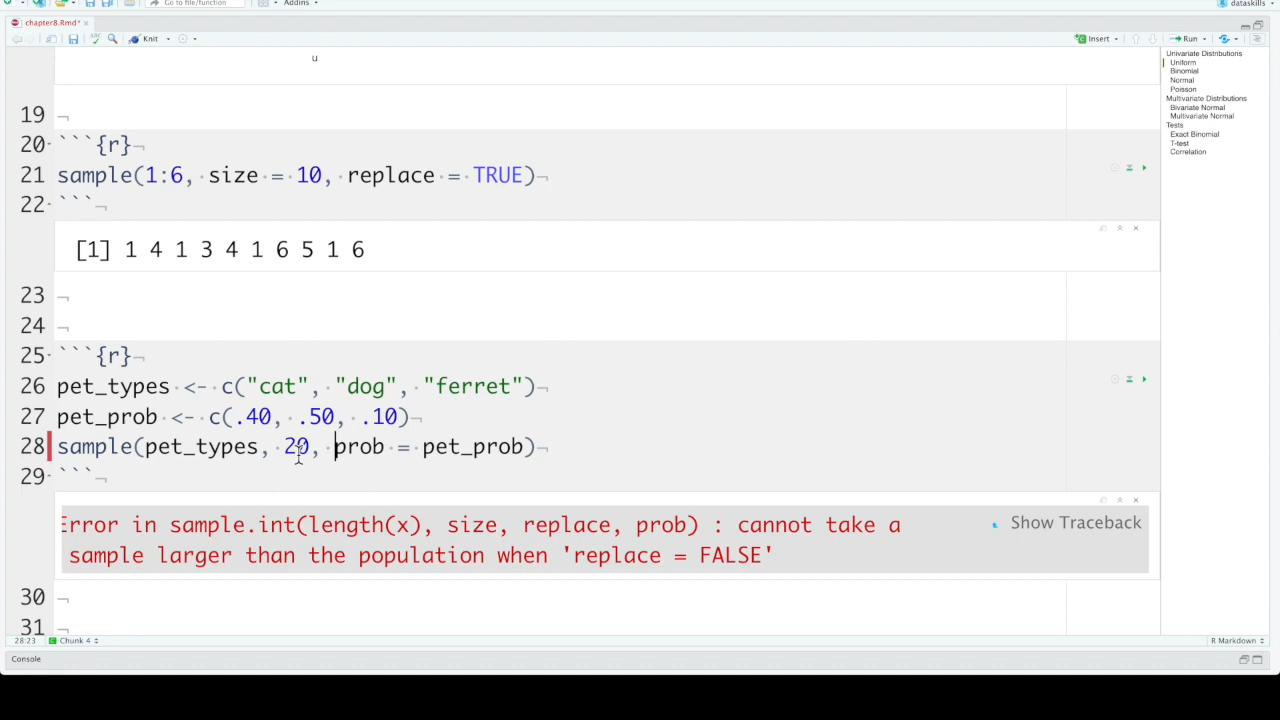 Go to file/function
Addins
dataskills
chapter8.Rmd*
Knit
Insert
Run
u
19 ¬
20 ```{r}¬
21 sample(1:6, size = 10, replace = TRUE)¬
22 ```¬
[1] 1 4 1 3 4 1 6 5 1 6
23 ¬
24 ¬
25 ```{r}¬
26 pet_types <- c("cat", "dog", "ferret")¬
27 pet_prob <- c(.40, .50, .10)¬
28 sample(pet_types, 20, prob = pet_prob)¬
29 ```¬
Error in sample.int(length(x), size, replace, prob) : cannot take a
sample larger than the population when 'replace = FALSE'
Show Traceback
30 ¬
31 ¬
28:23 Chunk 4
R Markdown
Console
Univariate Distributions
Uniform
Binomial
Normal
Poisson
Multivariate Distributions
Bivariate Normal
Multivariate Normal
Tests
Exact Binomial
T-test
Correlation